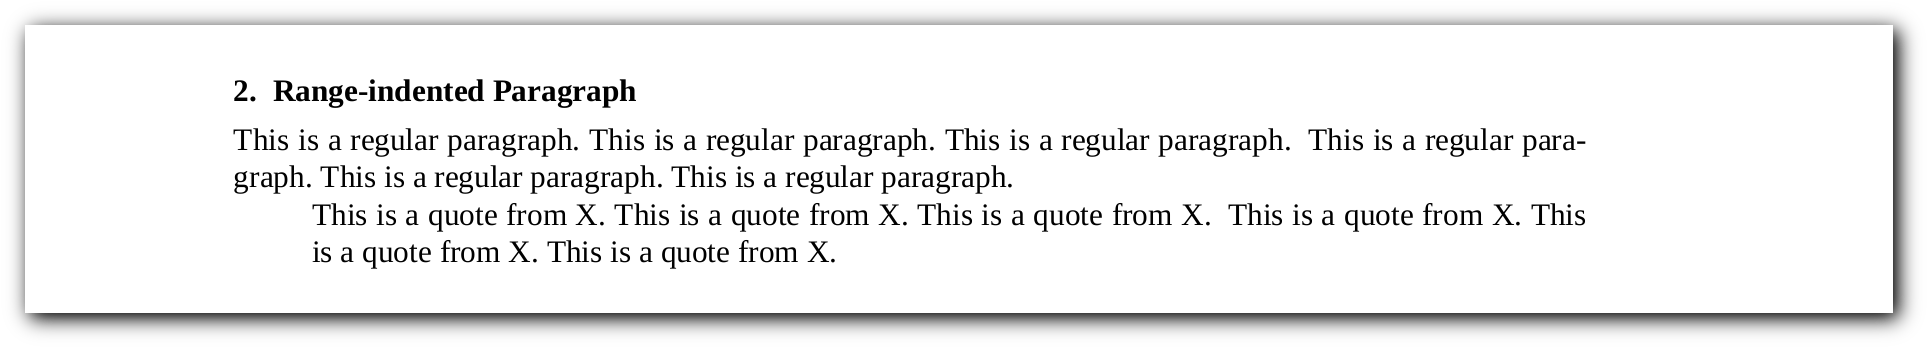 2. Range-indented Paragraph
This is a regular paragraph. This is a regular paragraph. This is a regular paragraph. This is a regular para-
graph. This is a regular paragraph. This is a regular paragraph.
This is a quote from X. This is a quote from X. This is a quote from X. This is a quote from X. This
is a quote from X. This is a quote from X.